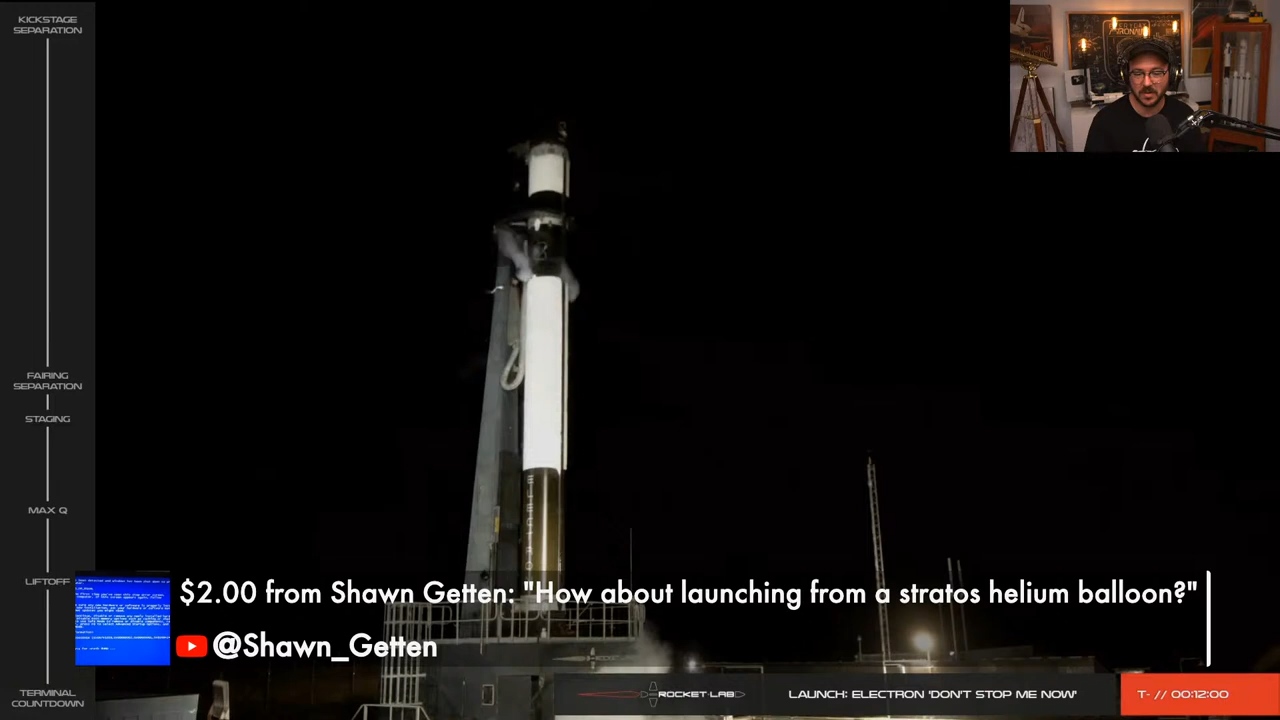 KICKSTAGE
SEPARATION
FAIRING
SEPARATION
STAGING
MAX Q
LIFTOFF
TERMINAL
COUNTDOWN
$2.00 from Shawn Getten: "How about launching from a stratos helium balloon?"
@Shawn_Getten
ROCKET LAB
LAUNCH: ELECTRON 'DON'T STOP ME NOW'
T- // 00:12:00